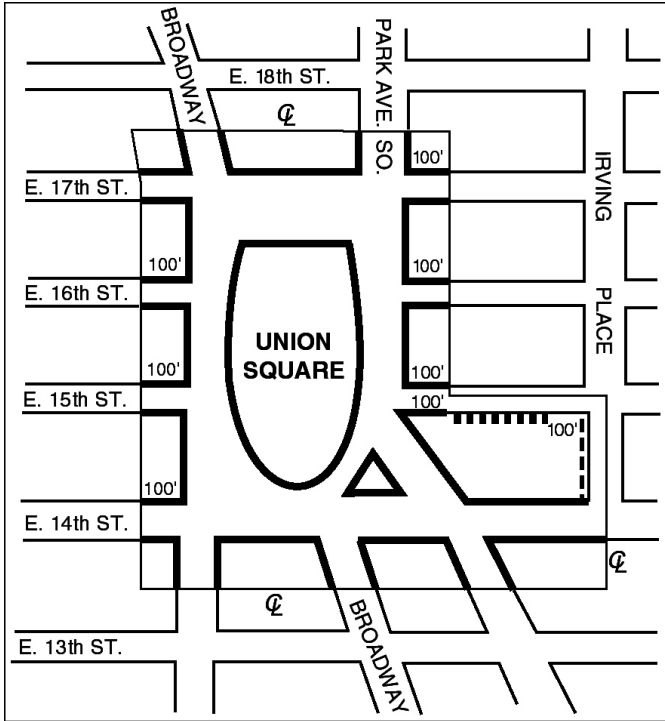 BROADWAY
PARK AVE. SO.
E. 18th ST.
℄
100'
IRVING
E. 17th ST.
100'
100'
E. 16th ST.
PLACE
UNION
SQUARE
100'
100'
E. 15th ST.
100'
100'
100'
E. 14th ST.
℄
℄
BROADWAY
E. 13th ST.